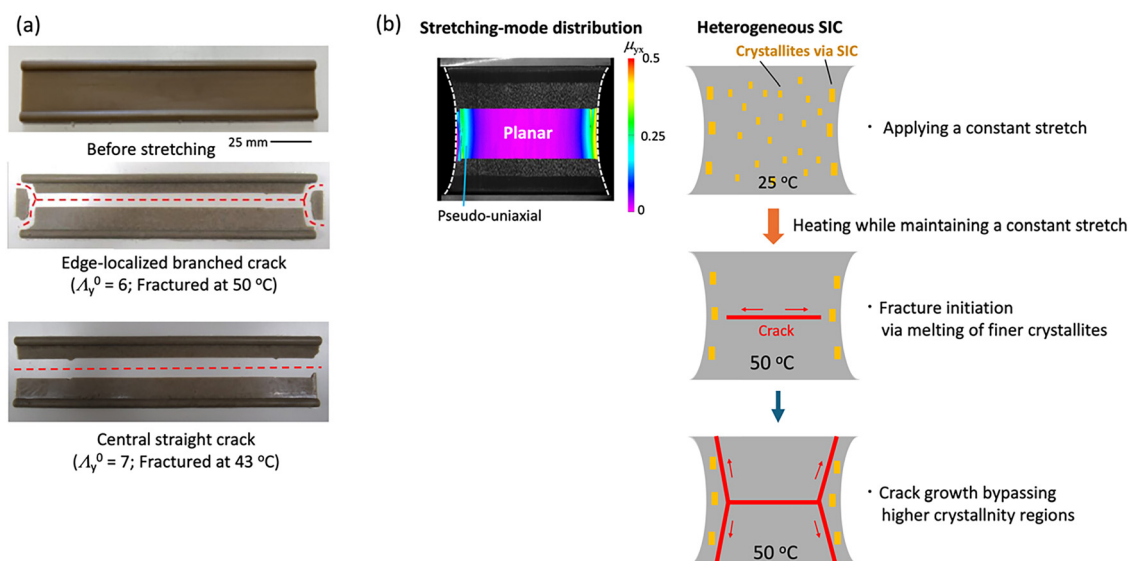 (a)
Before stretching
25 mm
Edge-localized branched crack
(Λy⁰ = 6; Fractured at 50 °C)
Central straight crack
(Λy⁰ = 7; Fractured at 43 °C)
(b)
Stretching-mode distribution
μyx
0.5
0.25
0
Planar
Pseudo-uniaxial
Heterogeneous SIC
Crystallites via SIC
25 °C
・ Applying a constant stretch
Heating while maintaining a constant stretch
Crack
50 °C
・ Fracture initiation
via melting of finer crystallites
50 °C
・ Crack growth bypassing
higher crystallnity regions